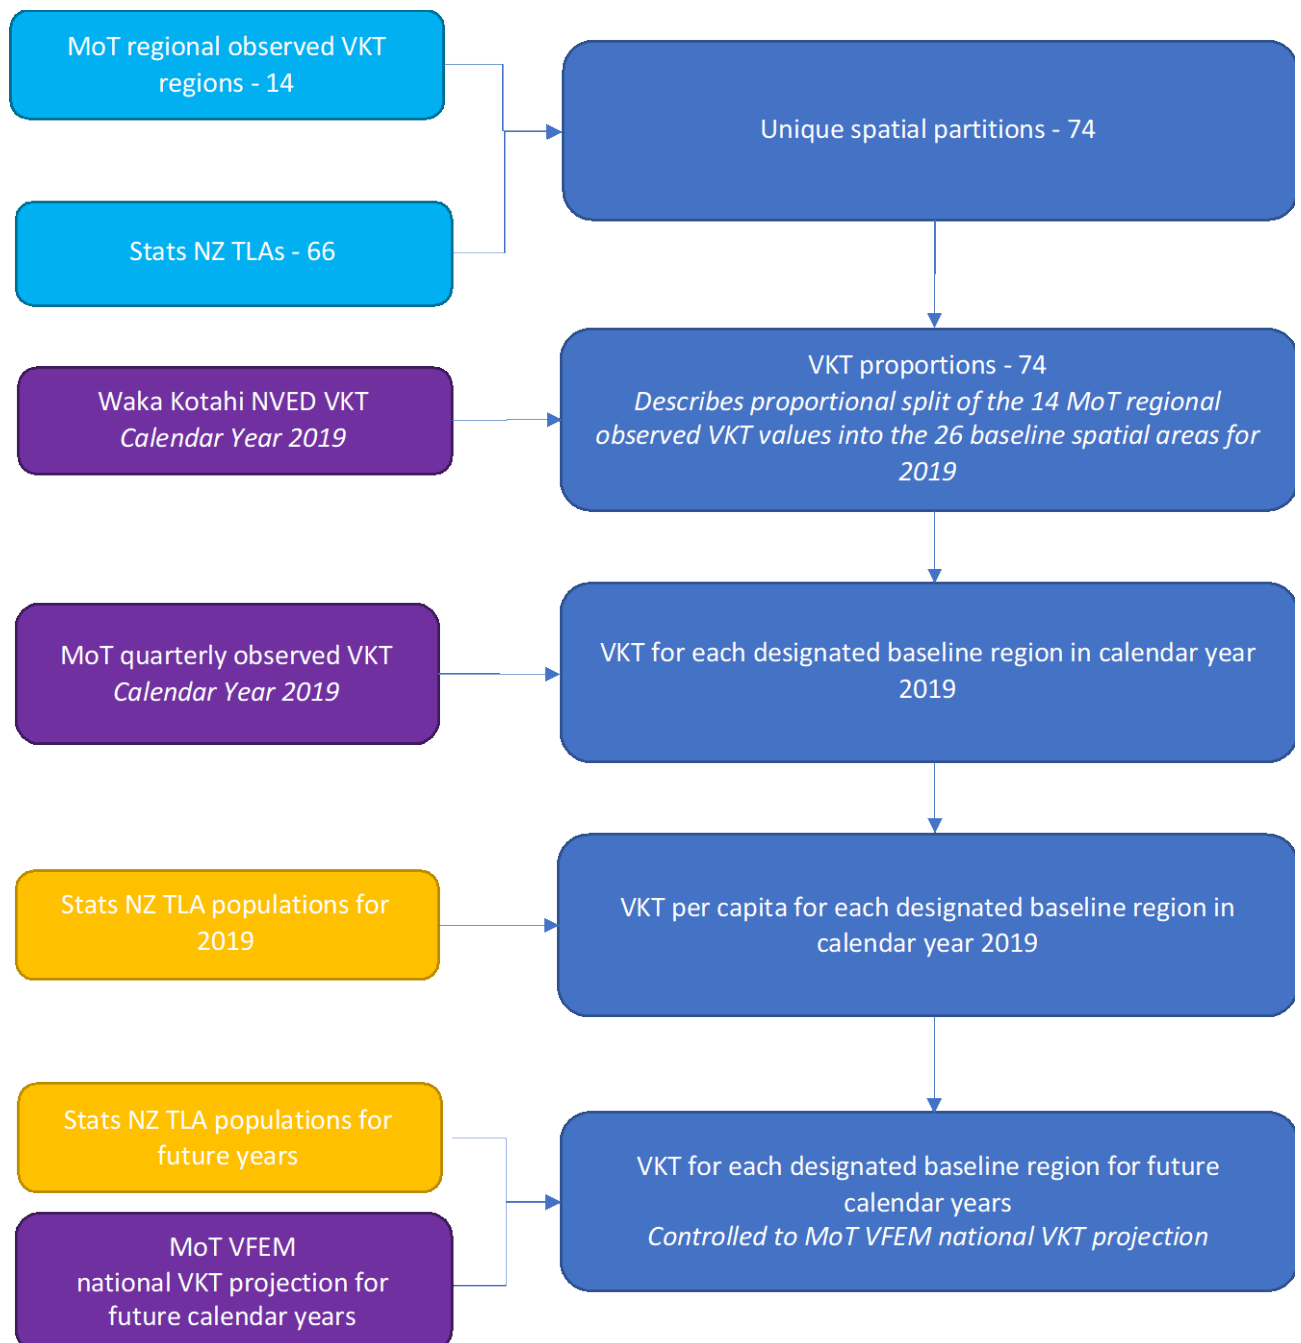 MoT regional observed VKT
regions - 14
Unique spatial partitions - 74
Stats NZ TLAs - 66
Waka Kotahi NVED VKT
Calendar Year 2019
VKT proportions - 74
Describes proportional split of the 14 MoT regional
observed VKT values into the 26 baseline spatial areas for
2019
MoT quarterly observed VKT
Calendar Year 2019
VKT for each designated baseline region in calendar year
2019
Stats NZ TLA populations for
2019
VKT per capita for each designated baseline region in
calendar year 2019
Stats NZ TLA populations for
future years
MoT VFEM
national VKT projection for
future calendar years
VKT for each designated baseline region for future
calendar years
Controlled to MoT VFEM national VKT projection